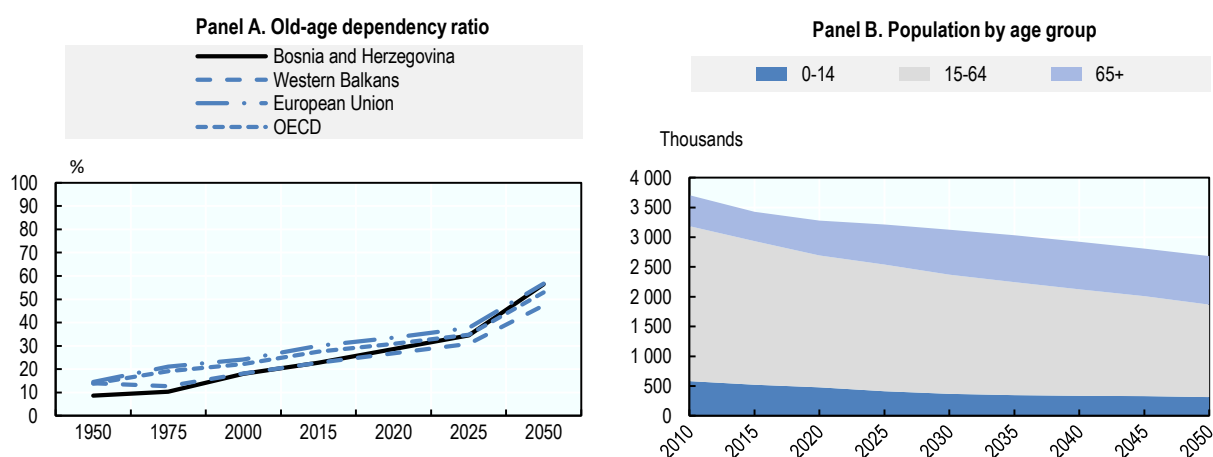 Panel A. Old-age dependency ratio
Bosnia and Herzegovina
Western Balkans
European Union
OECD
%
100
90
80
70
60
50
40
30
20
10
0
1950 1975 2000 2015 2020 2025 2050
Panel B. Population by age group
0-14 15-64 65+
Thousands
4 000
3 500
3 000
2 500
2 000
1 500
1 000
500
0
2010 2015 2020 2025 2030 2035 2040 2045 2050